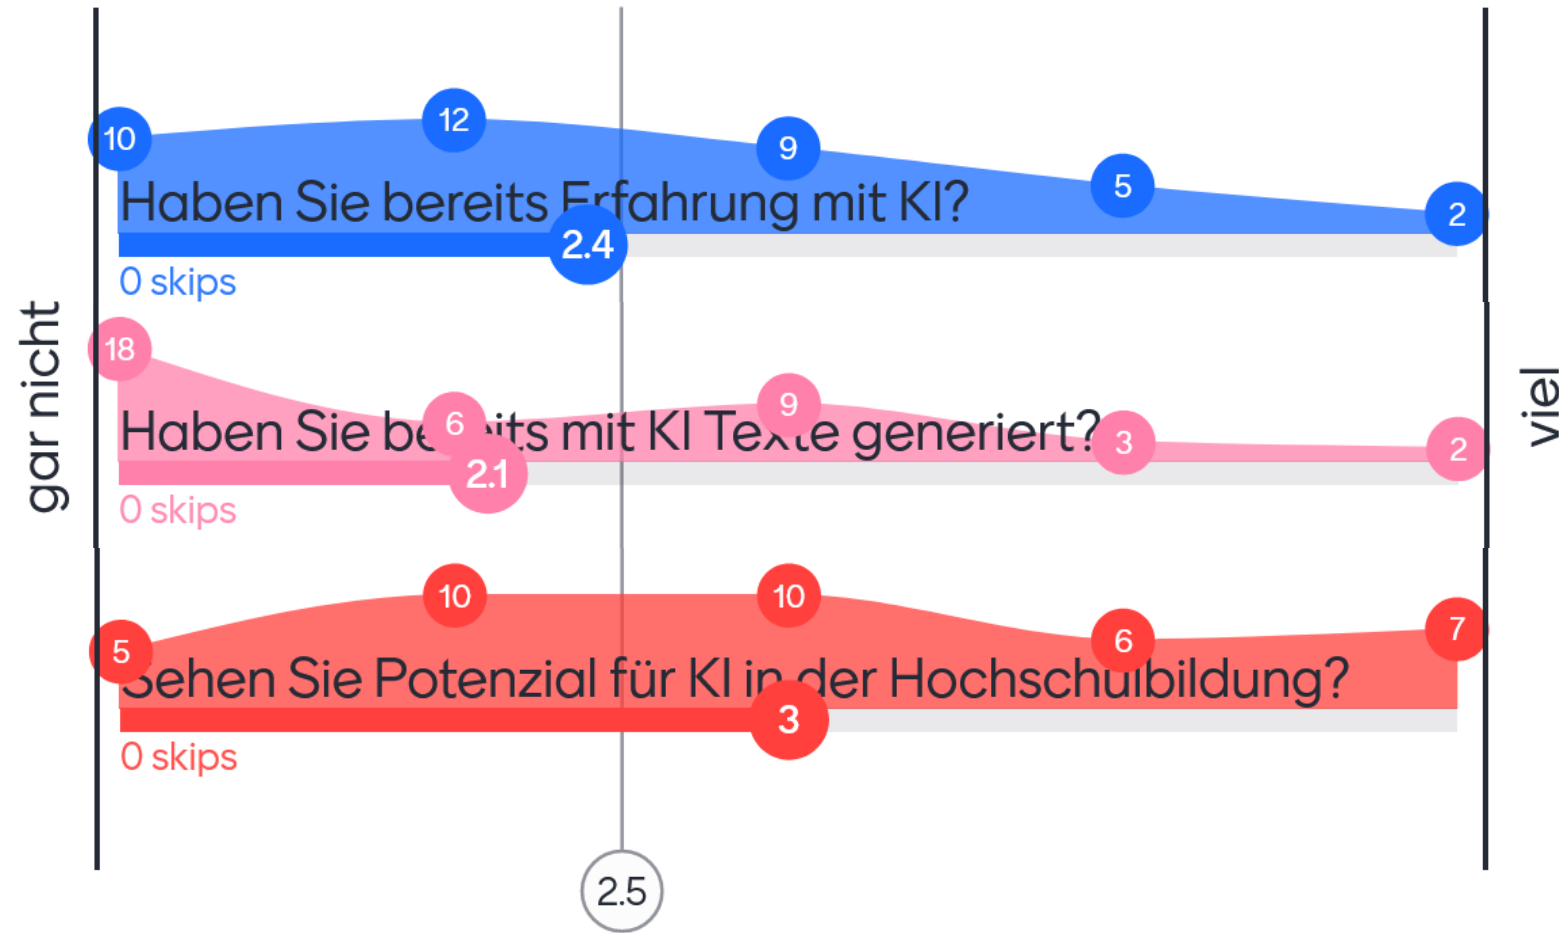 10
12
9
5
2
Haben Sie bereits Erfahrung mit KI?
2.4
0 skips
gar nicht
viel
18
6
9
3
2
Haben Sie bereits mit KI Texte generiert?
2.1
0 skips
5
10
10
6
7
Sehen Sie Potenzial für KI in der Hochschulbildung?
3
0 skips
2.5